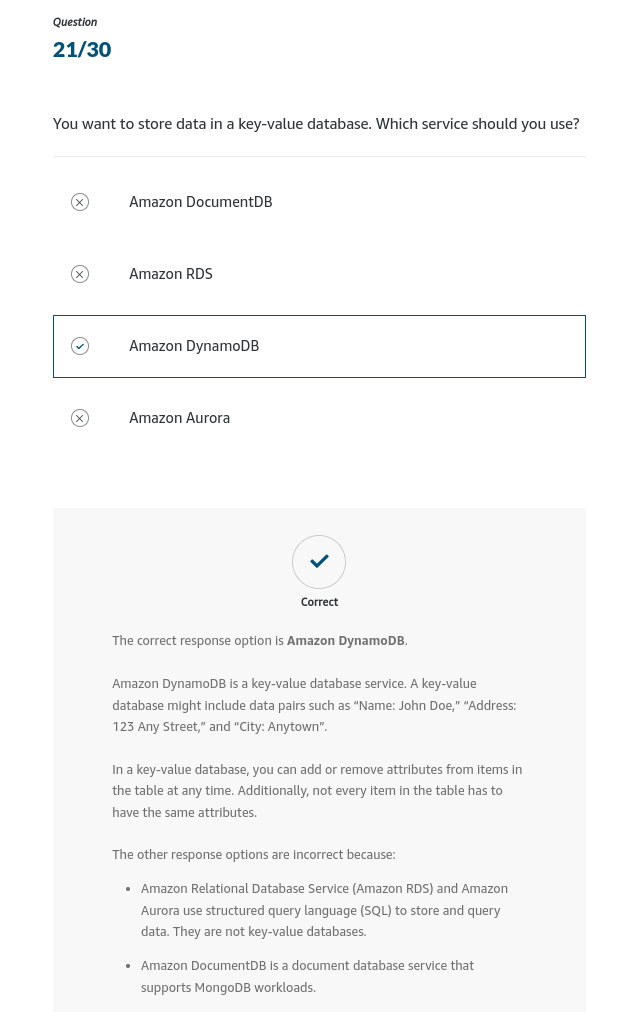 Question
21/30
You want to store data in a key-value database. Which service should you use?
Amazon DocumentDB
Amazon RDS
Amazon DynamoDB
Amazon Aurora
Correct
The correct response option is Amazon DynamoDB.
Amazon DynamoDB is a key-value database service. A key-value
database might include data pairs such as “Name: John Doe,” “Address:
123 Any Street,” and “City: Anytown”.
In a key-value database, you can add or remove attributes from items in
the table at any time. Additionally, not every item in the table has to
have the same attributes.
The other response options are incorrect because:
• Amazon Relational Database Service (Amazon RDS) and Amazon
Aurora use structured query language (SQL) to store and query
data. They are not key-value databases.
• Amazon DocumentDB is a document database service that
supports MongoDB workloads.